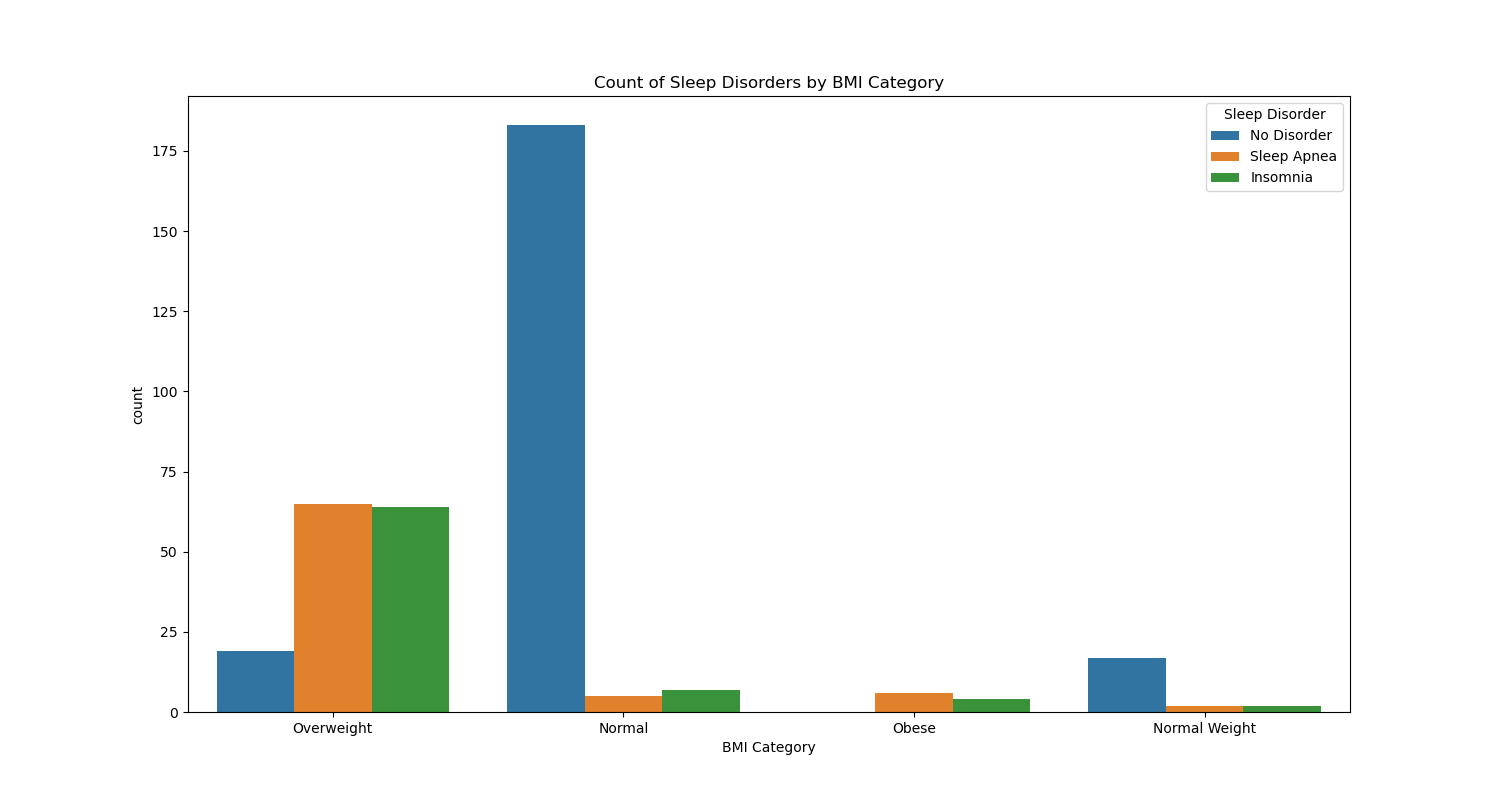 Count of Sleep Disorders by BMI Category
Sleep Disorder
No Disorder
Sleep Apnea
Insomnia
175
150
125
100
75
50
25
0
count
Overweight
Normal
Obese
Normal Weight
BMI Category